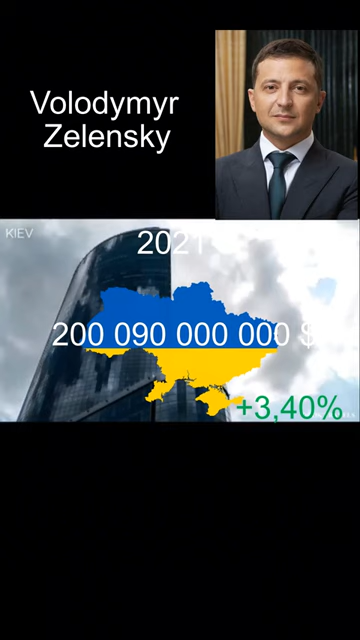 Volodymyr
Zelensky
KIEV
2021
200 090 000 000 $
+3,40%